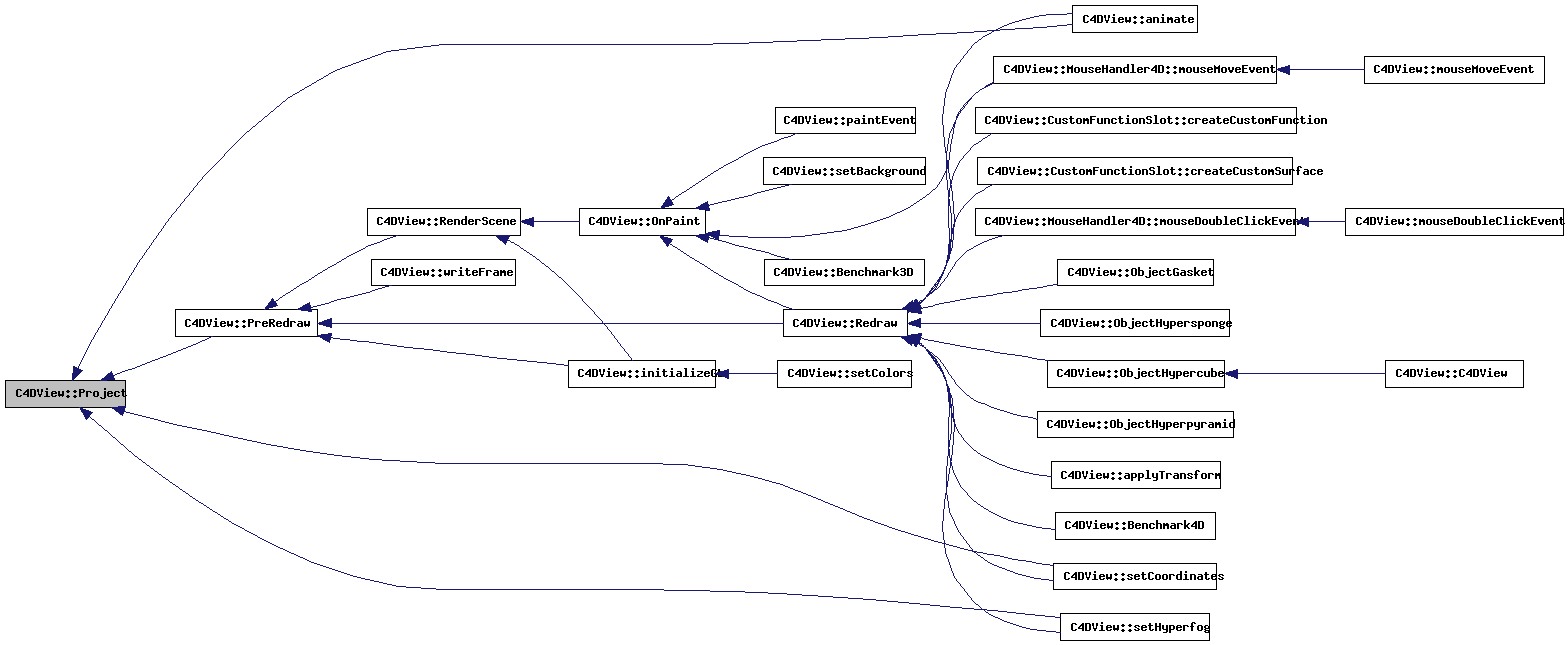 C4DView::animate
C4DView::MouseHandler4D::mouseMoveEvent
C4DView::mouseMoveEvent
C4DView::paintEvent
C4DView::CustomFunctionSlot::createCustomFunction
C4DView::setBackground
C4DView::CustomFunctionSlot::createCustomSurface
C4DView::RenderScene
C4DView::OnPaint
C4DView::MouseHandler4D::mouseDoubleClickEven
C4DView::mouseDoubleClickEvent
C4DView::writeFrame
C4DView::Benchmark3D
C4DView::ObjectGasket
C4DView::PreRedraw
C4DView::Redraw
C4DView::ObjectHypersponge
C4DView::initializeGL
C4DView::setColors
C4DView::ObjectHypercube
C4DView::C4DView
C4DView::Project
C4DView::ObjectHyperpyramid
C4DView::applyTransform
C4DView::Benchmark4D
C4DView::setCoordinates
C4DView::setHyperfog